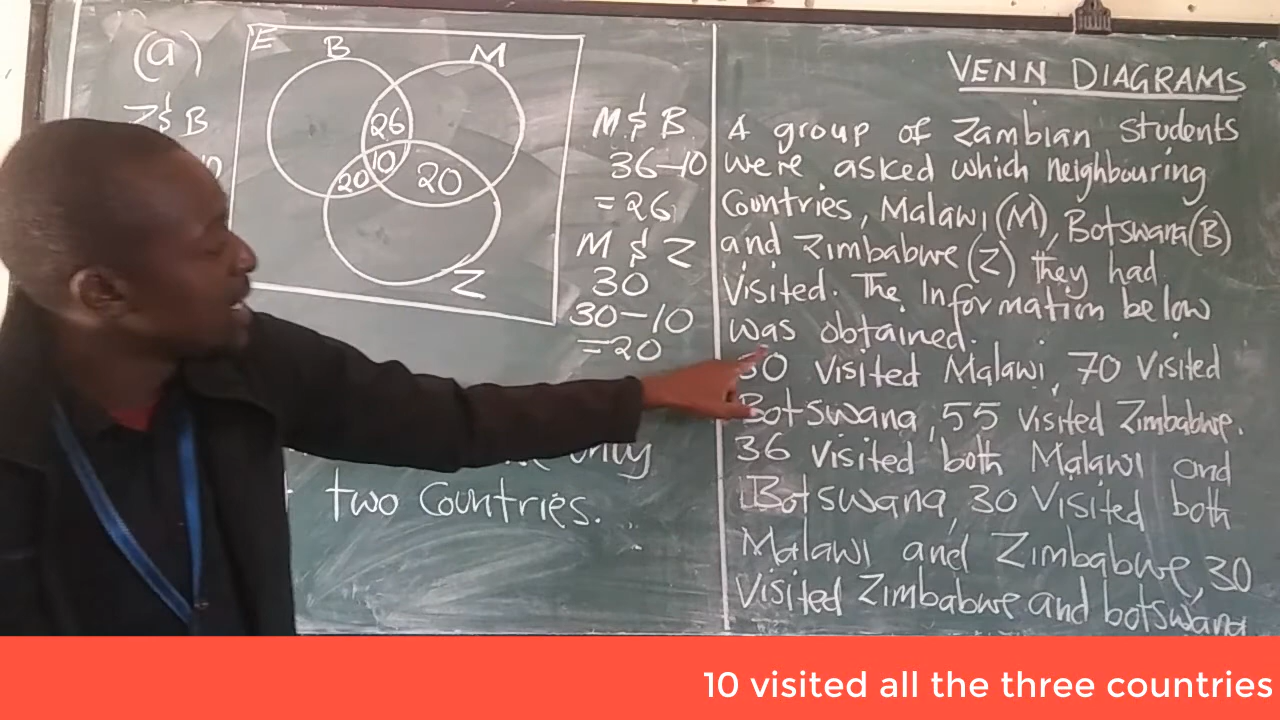 (a)
E
B
M
26
10
20
20
Z
Z & B
M & B
36-10
= 26
M & Z
30
30-10
=20
only
two Countries.
VENN DIAGRAMS
A group of Zambian students
were asked which neighbouring
Countries, Malawi (M), Botswana (B)
and Zimbabwe (Z) they had
visited. The Information below
was obtained.
visited Malawi, 70 visited
Botswana, 55 visited Zimbabwe.
36 visited both Malawi and
Botswana, 30 visited both
Malawi and Zimbabwe, 30
visited Zimbabwe and botswana
10 visited all the three countries